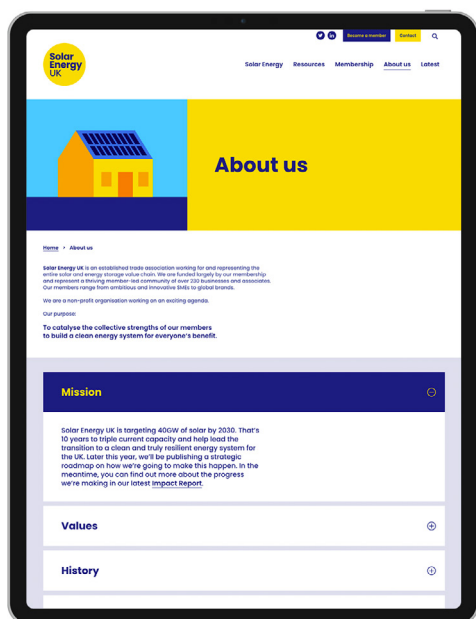 Become a member
Contact
Solar
Energy
UK
Solar Energy
Resources
Membership
About us
Latest
About us
Home > About us
Solar Energy UK is an established trade association working for and representing the
entire solar and energy storage value chain. We are funded largely by our membership
and represent a thriving member-led community of over 230 businesses and associates.
Our members range from ambitious and innovative SMEs to global brands.
We are a non-profit organisation working on an exciting agenda.
Our purpose:
To catalyse the collective strengths of our members
to build a clean energy system for everyone's benefit.
Mission
Solar Energy UK is targeting 40GW of solar by 2030. That's
10 years to triple current capacity and help lead the
transition to a clean and truly resilient energy system for
the UK. Later this year, we'll be publishing a strategic
roadmap on how we're going to make this happen. In the
meantime, you can find out more about the progress
we're making in our latest Impact Report.
Values
History